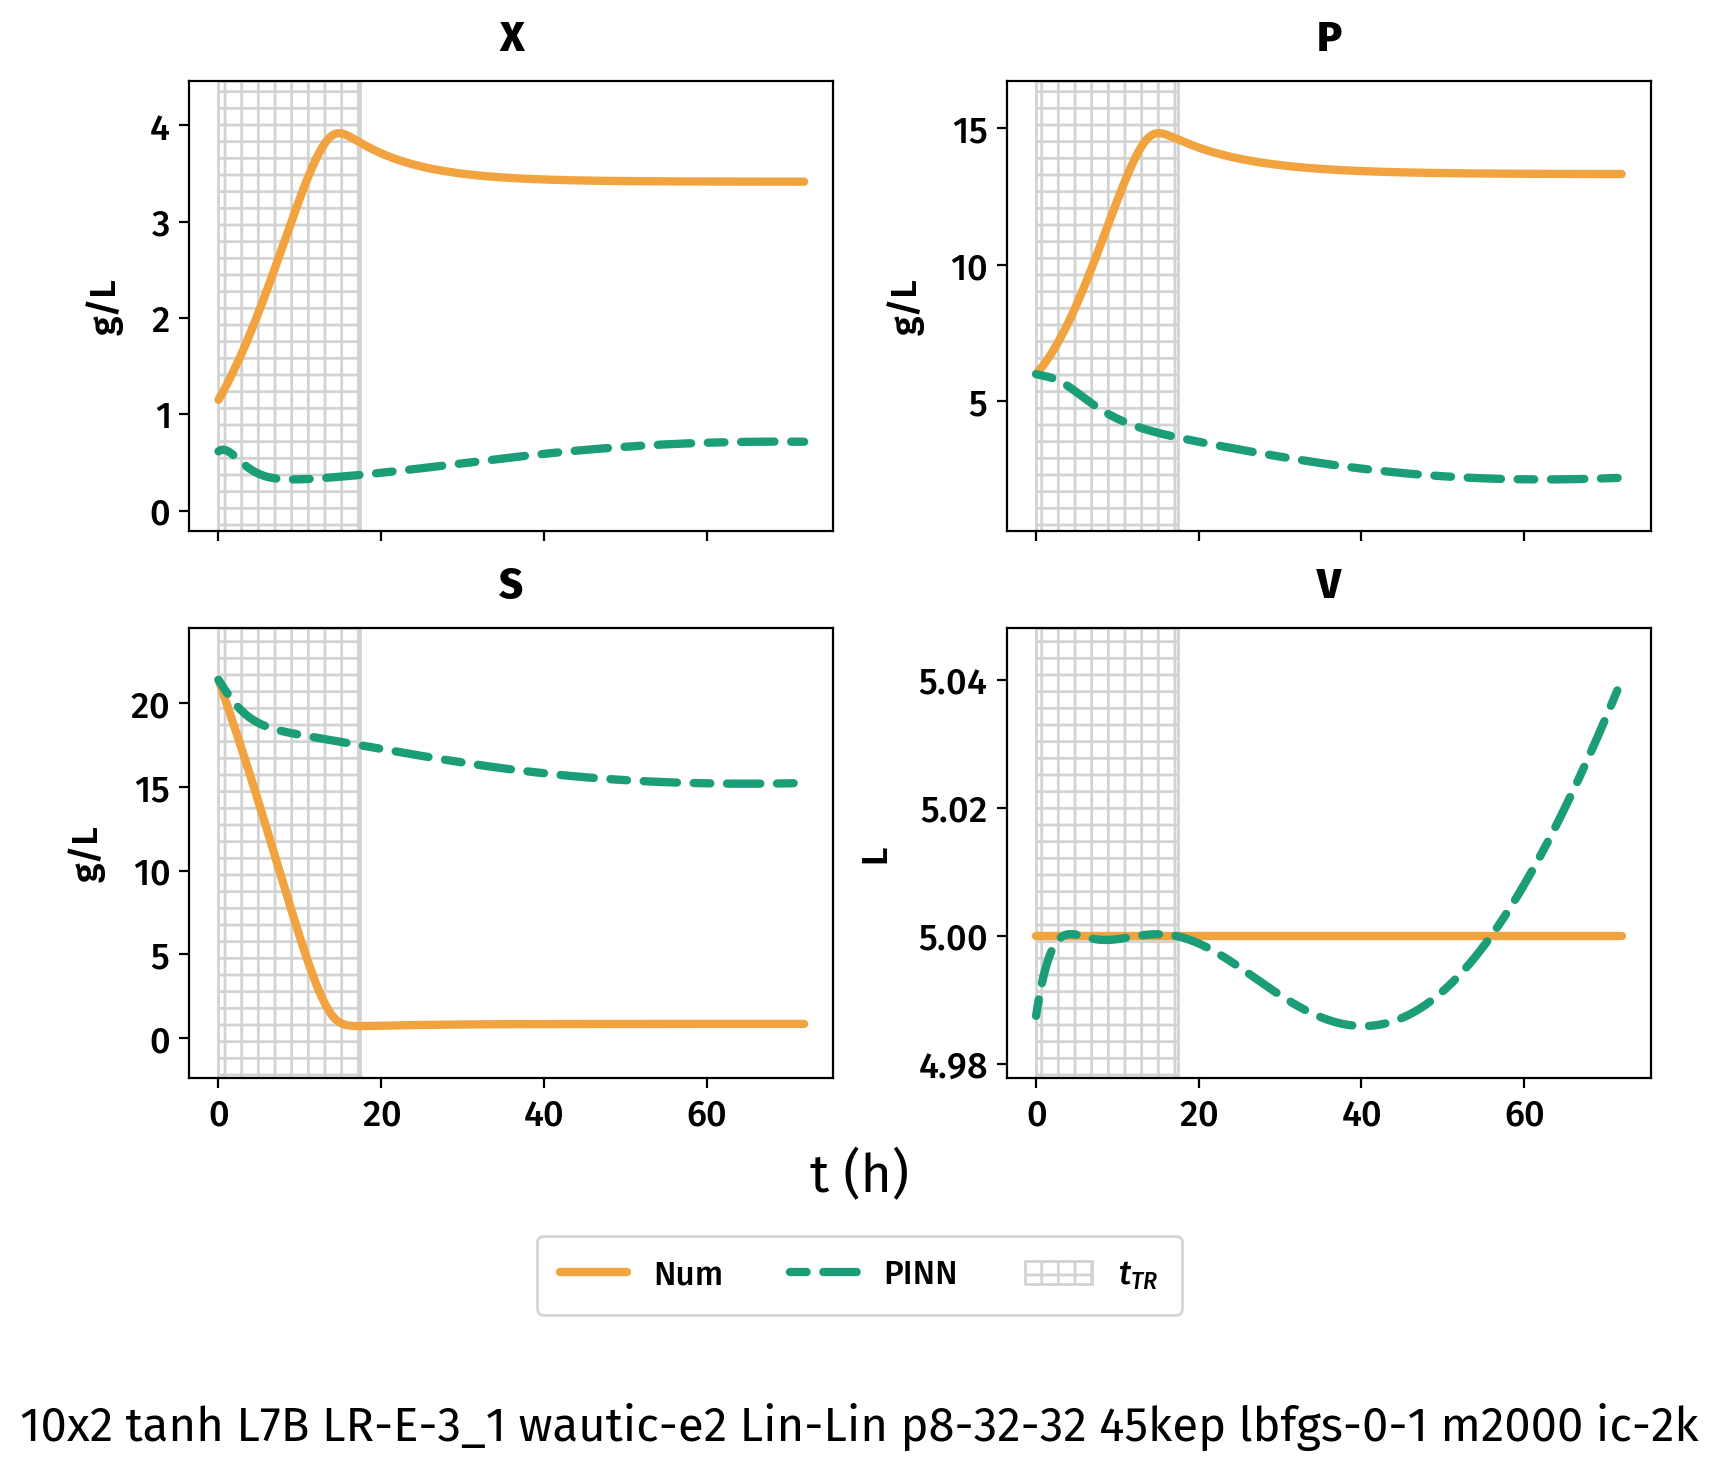 X
P
4
3
2
1
0
g/L
15
10
5
g/L
S
V
20
15
10
5
0
g/L
5.04
5.02
5.00
4.98
L
0 20 40 60
0 20 40 60
t (h)
Num PINN tTR
10x2 tanh L7B LR-E-3_1 wautic-e2 Lin-Lin p8-32-32 45kep lbfgs-0-1 m2000 ic-2k